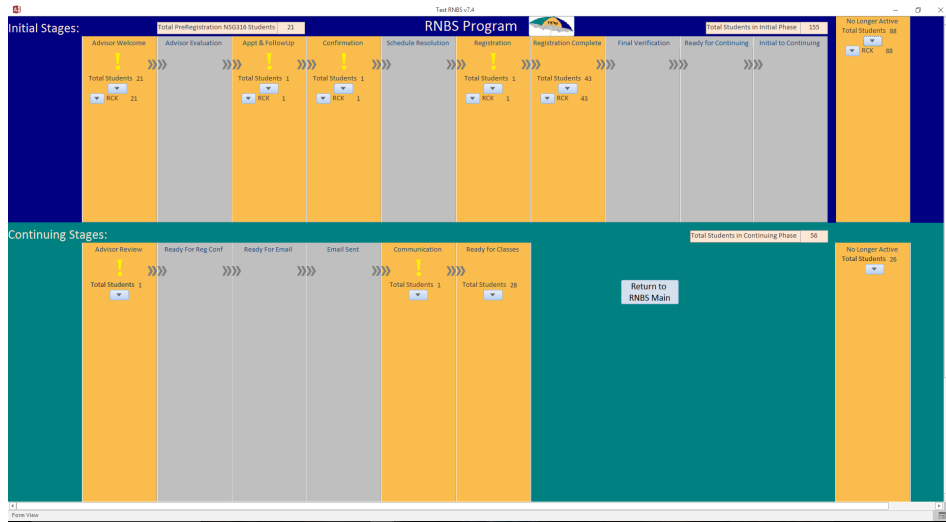 Test RNBS v7.4
Initial Stages:
Total PreRegistration NSG316 Students 21
RNBS Program
Total Students in Initial Phase 155
No Longer Active
Total Students 88
RCK 88
Advisor Welcome
Total Students 21
RCK 21
Advisor Evaluation
Appt & FollowUp
Total Students 1
RCK 1
Confirmation
Total Students 1
RCK 1
Schedule Resolution
Registration
Total Students 1
RCK 1
Registration Complete
Total Students 43
RCK 43
Final Verification
Ready for Continuing
Initial to Continuing
Continuing Stages:
Total Students in Continuing Phase 56
Advisor Review
Total Students 1
Ready For Reg Conf
Ready For Email
Email Sent
Communication
Total Students 1
Ready for Classes
Total Students 28
Return to
RNBS Main
No Longer Active
Total Students 26
Form View